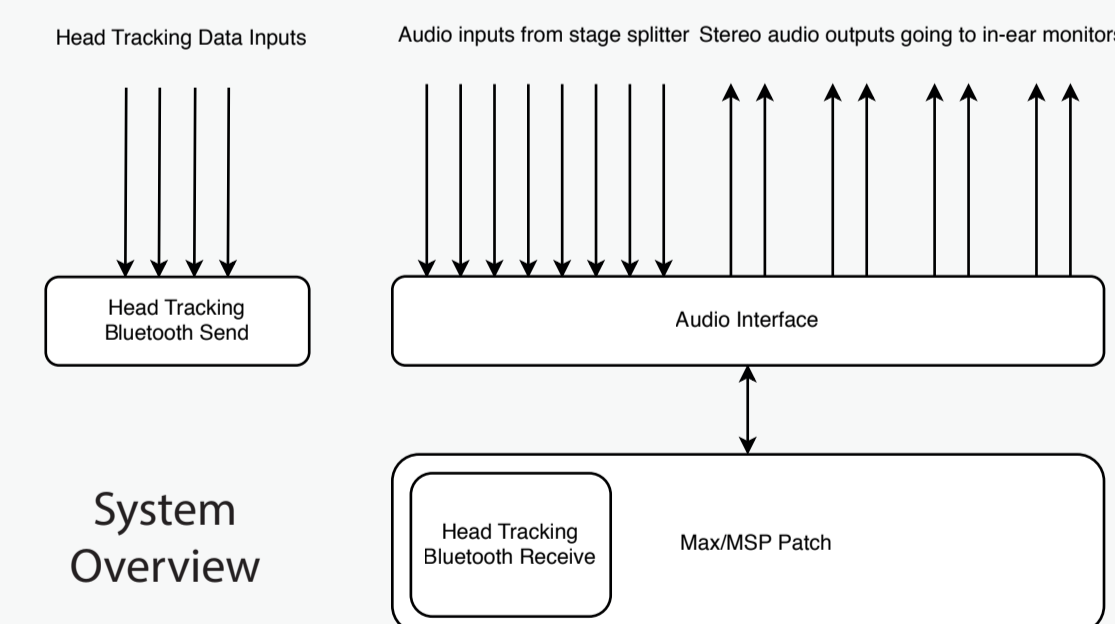 Head Tracking Data Inputs
Audio inputs from stage splitter
Stereo audio outputs going to in-ear monitors
Head Tracking
Bluetooth Send
Audio Interface
System
Overview
Head Tracking
Bluetooth Receive
Max/MSP Patch